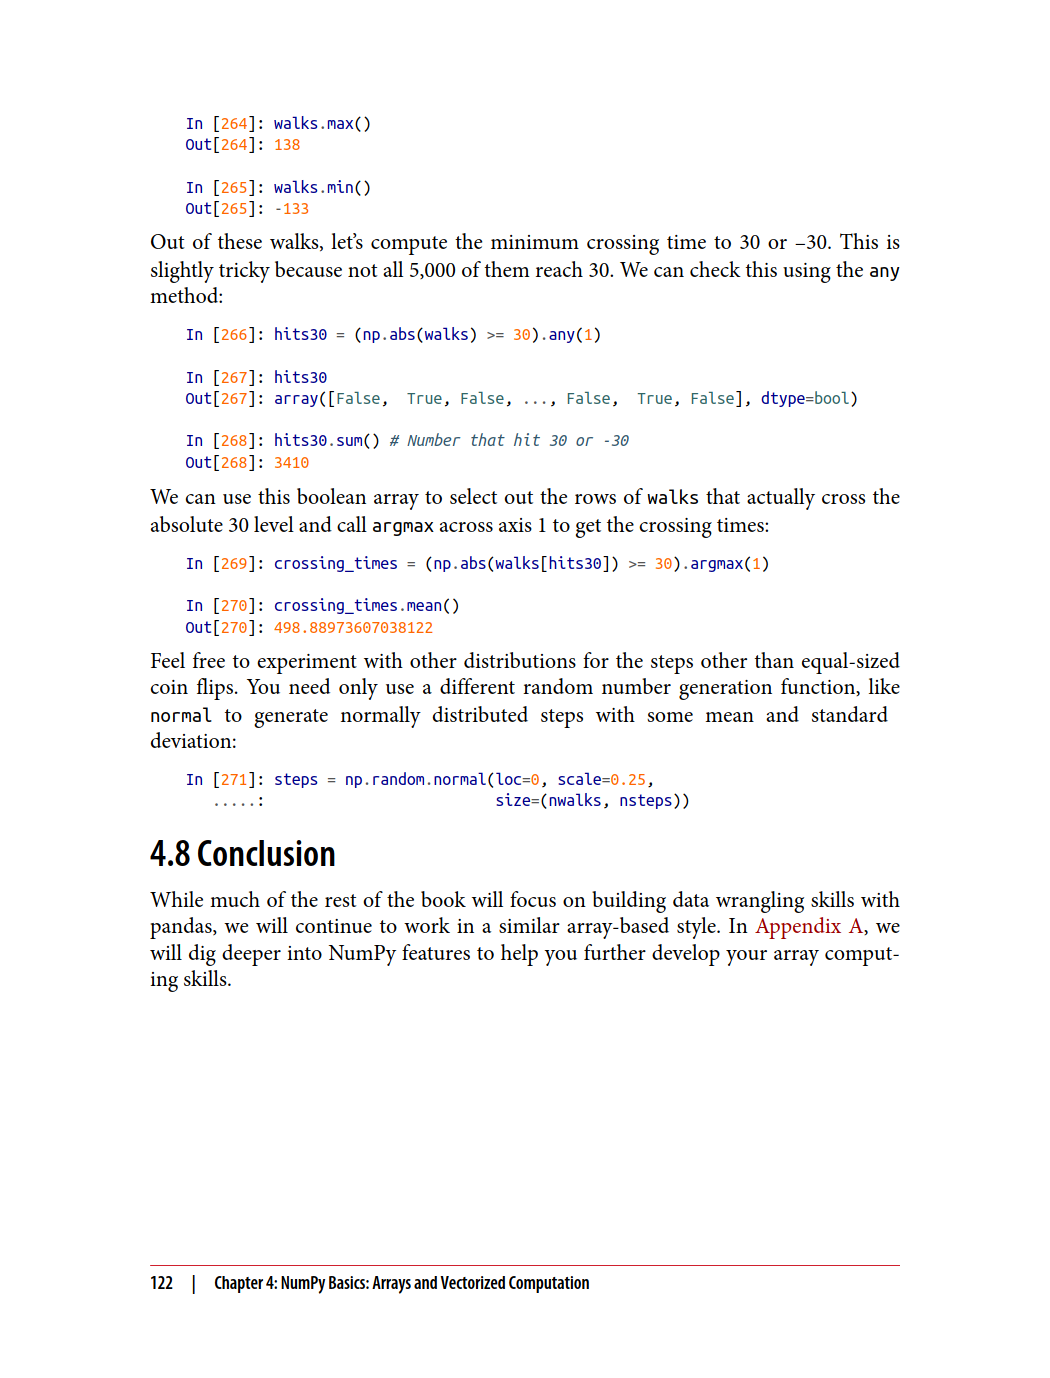 In [264]: walks.max()
Out[264]: 138
In [265]: walks.min()
Out[265]: -133
Out of these walks, let’s compute the minimum crossing time to 30 or –30. This is
slightly tricky because not all 5,000 of them reach 30. We can check this using the any
method:
In [266]: hits30 = (np.abs(walks) >= 30).any(1)
In [267]: hits30
Out[267]: array([False,  True, False, ..., False,  True, False], dtype=bool)
In [268]: hits30.sum() # Number that hit 30 or -30
Out[268]: 3410
We can use this boolean array to select out the rows of walks that actually cross the
absolute 30 level and call argmax across axis 1 to get the crossing times:
In [269]: crossing_times = (np.abs(walks[hits30]) >= 30).argmax(1)
In [270]: crossing_times.mean()
Out[270]: 498.88973607038122
Feel free to experiment with other distributions for the steps other than equal-sized
coin flips. You need only use a different random number generation function, like
normal to generate normally distributed steps with some mean and standard
deviation:
In [271]: steps = np.random.normal(loc=0, scale=0.25,
.....: size=(nwalks, nsteps))
4.8 Conclusion
While much of the rest of the book will focus on building data wrangling skills with
pandas, we will continue to work in a similar array-based style. In Appendix A, we
will dig deeper into NumPy features to help you further develop your array comput-
ing skills.
122 | Chapter 4: NumPy Basics: Arrays and Vectorized Computation